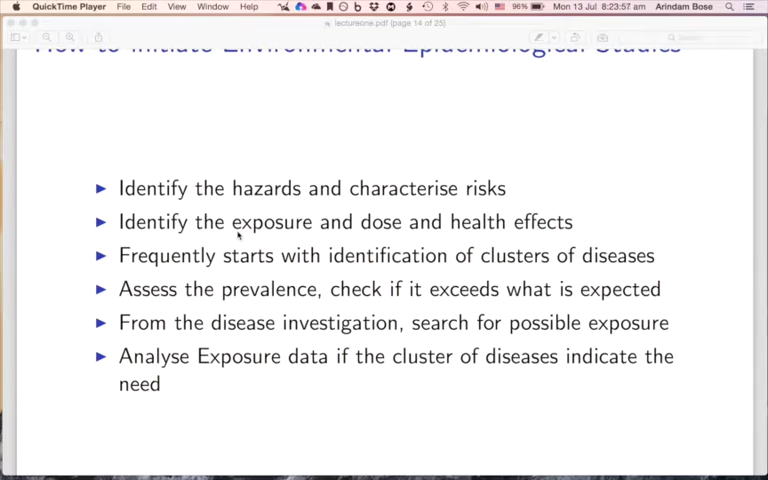 QuickTime Player File Edit View Window Help 96% Mon 13 Jul 8:23:57 am Arindam Bose
lectureone.pdf (page 14 of 25)
Search
How to Initiate Environmental Epidemiological Studies
Identify the hazards and characterise risks
Identify the exposure and dose and health effects
Frequently starts with identification of clusters of diseases
Assess the prevalence, check if it exceeds what is expected
From the disease investigation, search for possible exposure
Analyse Exposure data if the cluster of diseases indicate the
need